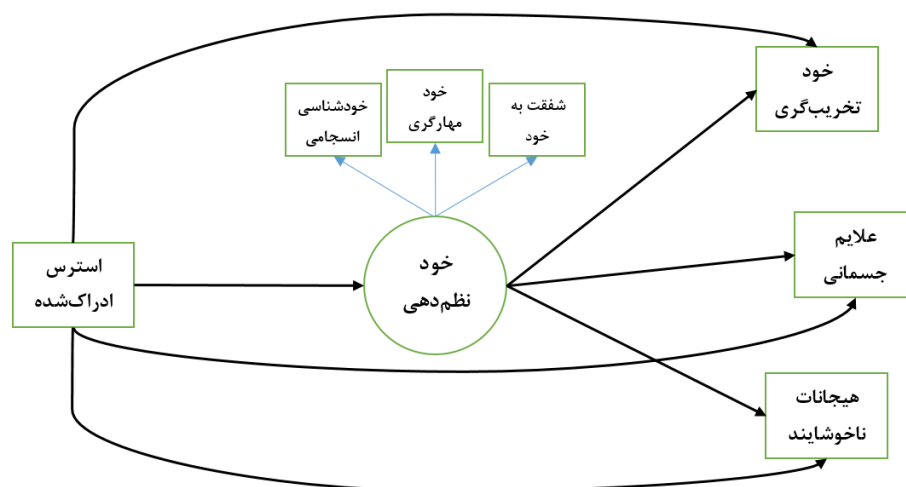 خود
تخریب‌گری
شفقت به
خود
خود
مهارگری
خودشناسی
انسجامی
علایم
جسمانی
خود
نظم‌دهی
استرس
ادراک‌شده
هیجانات
ناخوشایند